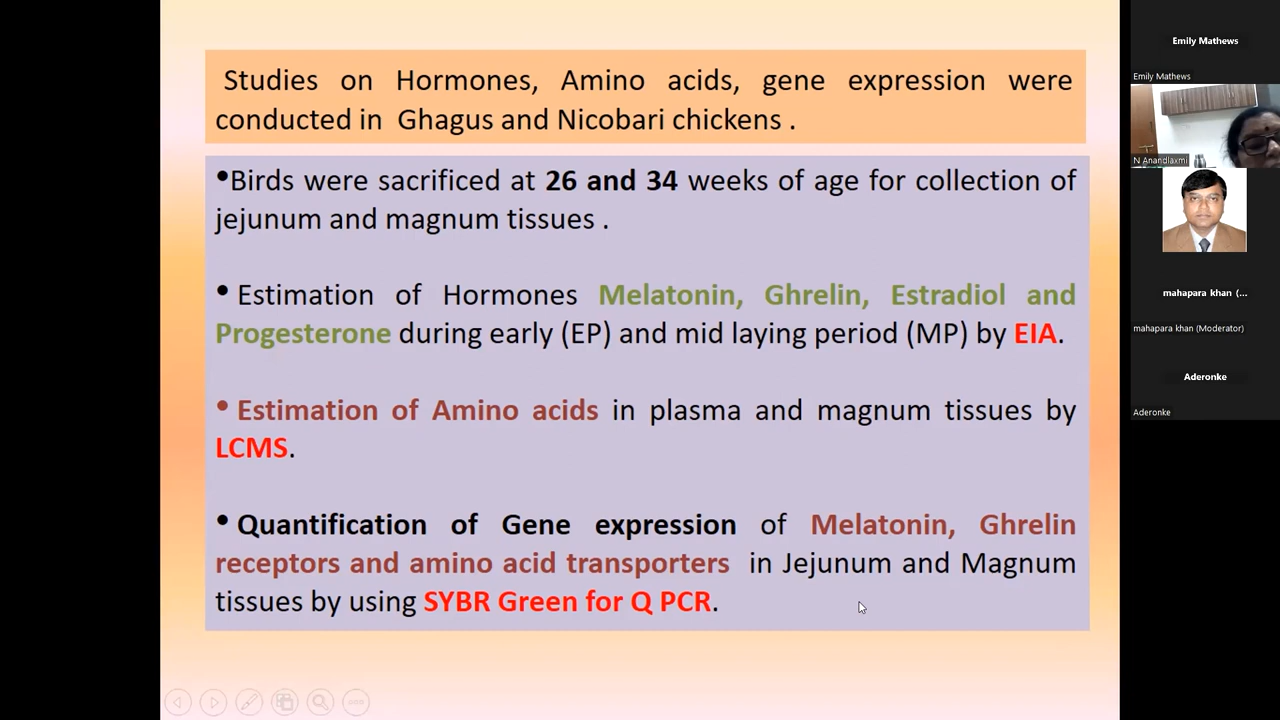 Studies on Hormones, Amino acids, gene expression were
conducted in Ghagus and Nicobari chickens .
•Birds were sacrificed at 26 and 34 weeks of age for collection of
jejunum and magnum tissues .
• Estimation of Hormones Melatonin, Ghrelin, Estradiol and
Progesterone during early (EP) and mid laying period (MP) by EIA.
• Estimation of Amino acids in plasma and magnum tissues by
LCMS.
• Quantification of Gene expression of Melatonin, Ghrelin
receptors and amino acid transporters in Jejunum and Magnum
tissues by using SYBR Green for Q PCR.
Emily Mathews
Emily Mathews
N Anandlaxmi
mahapara khan (...
mahapara khan (Moderator)
Aderonke
Aderonke